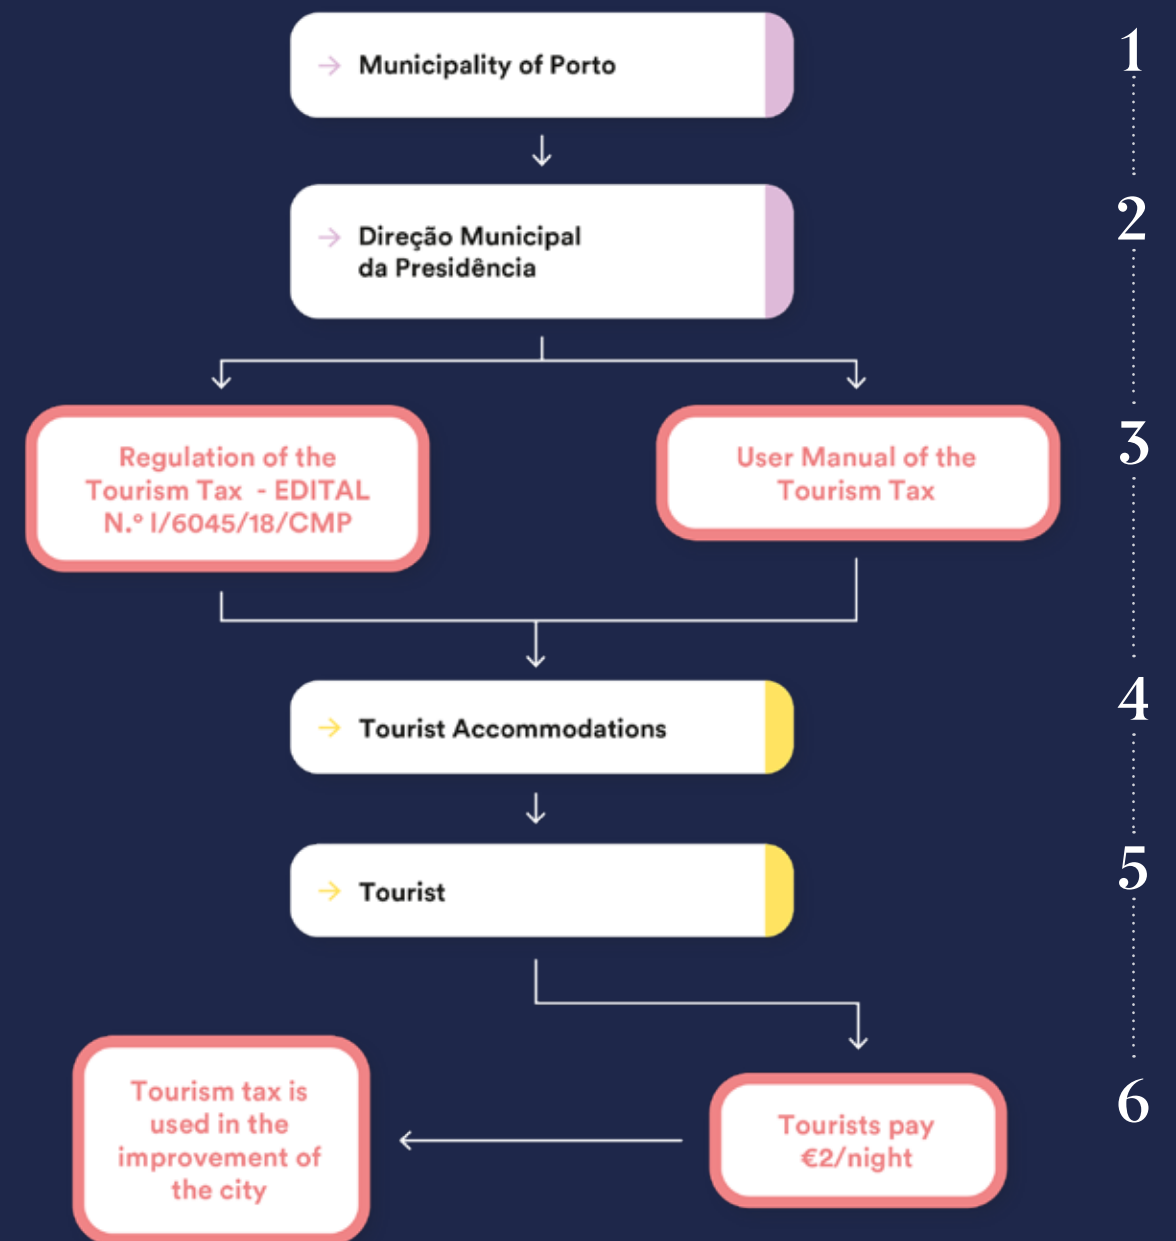 Municipality of Porto
1
Direção Municipal
da Presidência
2
Regulation of the
Tourism Tax - EDITAL
N.º I/6045/18/CMP
User Manual of the
Tourism Tax
3
Tourist Accommodations
4
Tourist
5
Tourism tax is
used in the
improvement of
the city
Tourists pay
€2/night
6